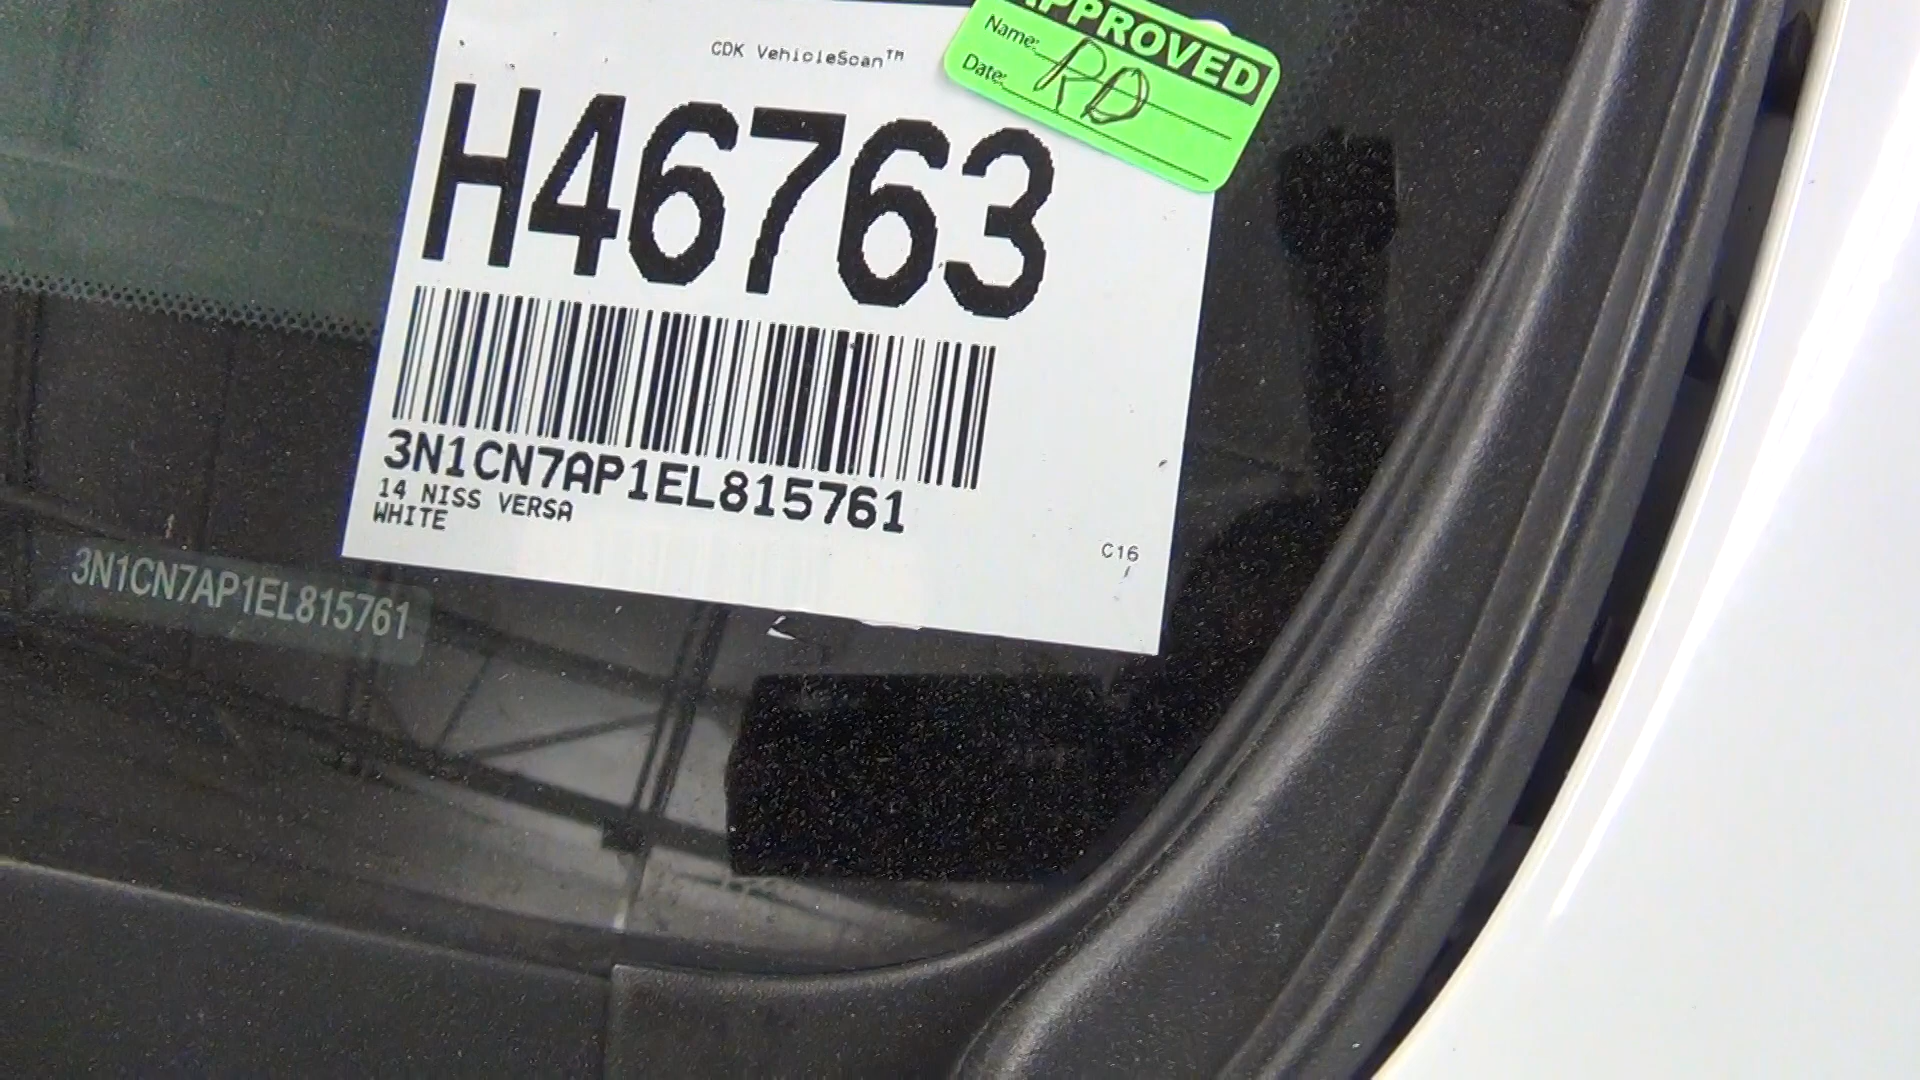 APPROVED
Name: RD
Date:
CDK VehicleScan™
H46763
3N1CN7AP1EL815761
14 NISS VERSA
WHITE
C16
3N1CN7AP1EL815761